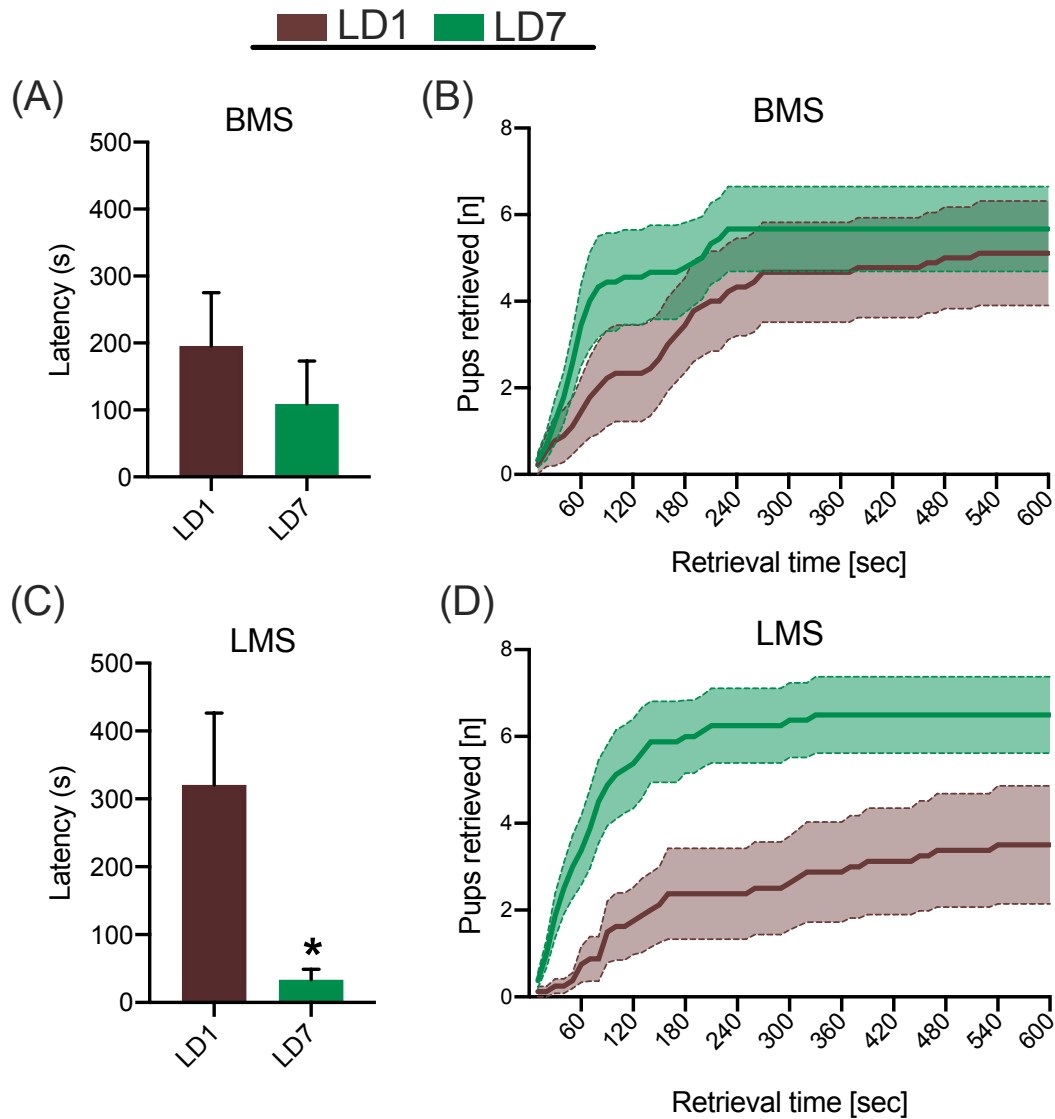 LD1 LD7
(A)
BMS
Latency (s)
500
400
300
200
100
0
LD1 LD7
(B)
BMS
Pups retrieved [n]
8
6
4
2
0
60 120 180 240 300 360 420 480 540 600
Retrieval time [sec]
(C)
LMS
Latency (s)
500
400
300
200
100
0
*
LD1 LD7
(D)
LMS
Pups retrieved [n]
8
6
4
2
0
60 120 180 240 300 360 420 480 540 600
Retrieval time [sec]